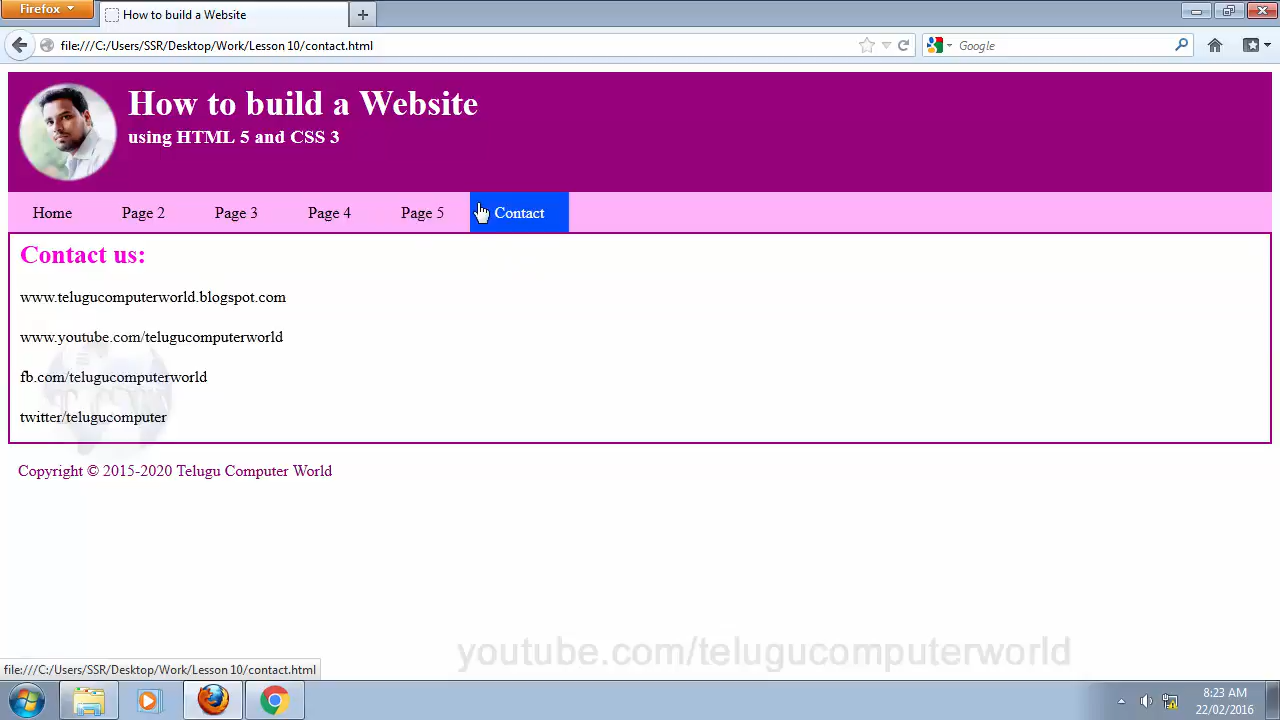 Firefox
How to build a Website
file:///C:/Users/SSR/Desktop/Work/Lesson 10/contact.html
Google
How to build a Website
using HTML 5 and CSS 3
Home Page 2 Page 3 Page 4 Page 5 Contact
Contact us:
www.telugucomputerworld.blogspot.com
www.youtube.com/telugucomputerworld
fb.com/telugucomputerworld
twitter/telugucomputer
Copyright © 2015-2020 Telugu Computer World
youtube.com/telugucomputerworld
file:///C:/Users/SSR/Desktop/Work/Lesson 10/contact.html
8:23 AM
22/02/2016